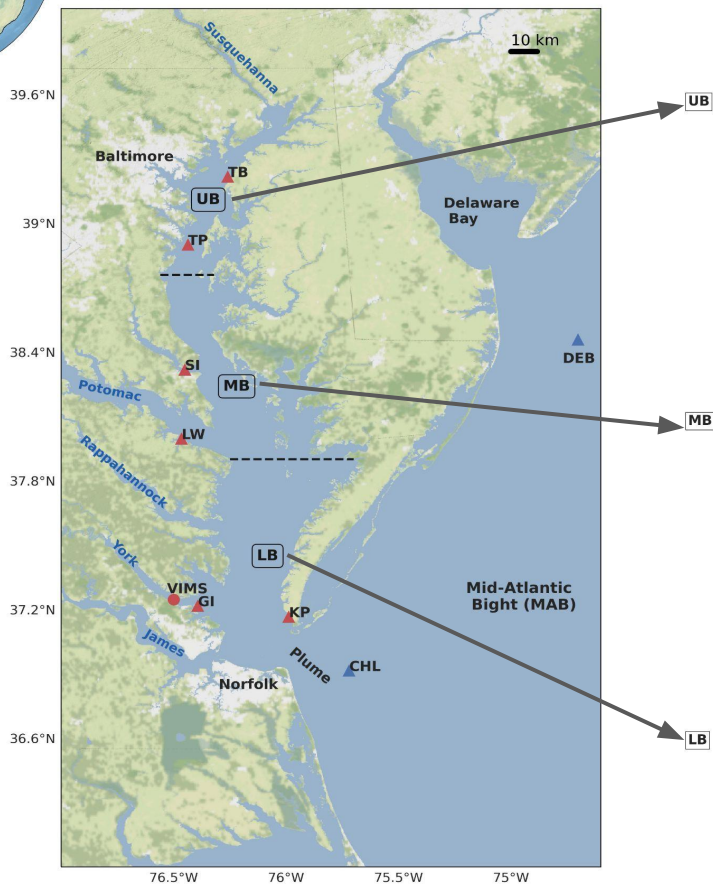 Susquehanna
10 km
39.6°N
UB
Baltimore
TB
UB
Delaware
Bay
39°N
TP
38.4°N
SI
DEB
MB
Potomac
MB
LW
Rappahannock
37.8°N
LB
York
VIMS
GI
Mid-Atlantic
Bight (MAB)
37.2°N
KP
James
Plume
CHL
Norfolk
36.6°N
LB
76.5°W
76°W
75.5°W
75°W